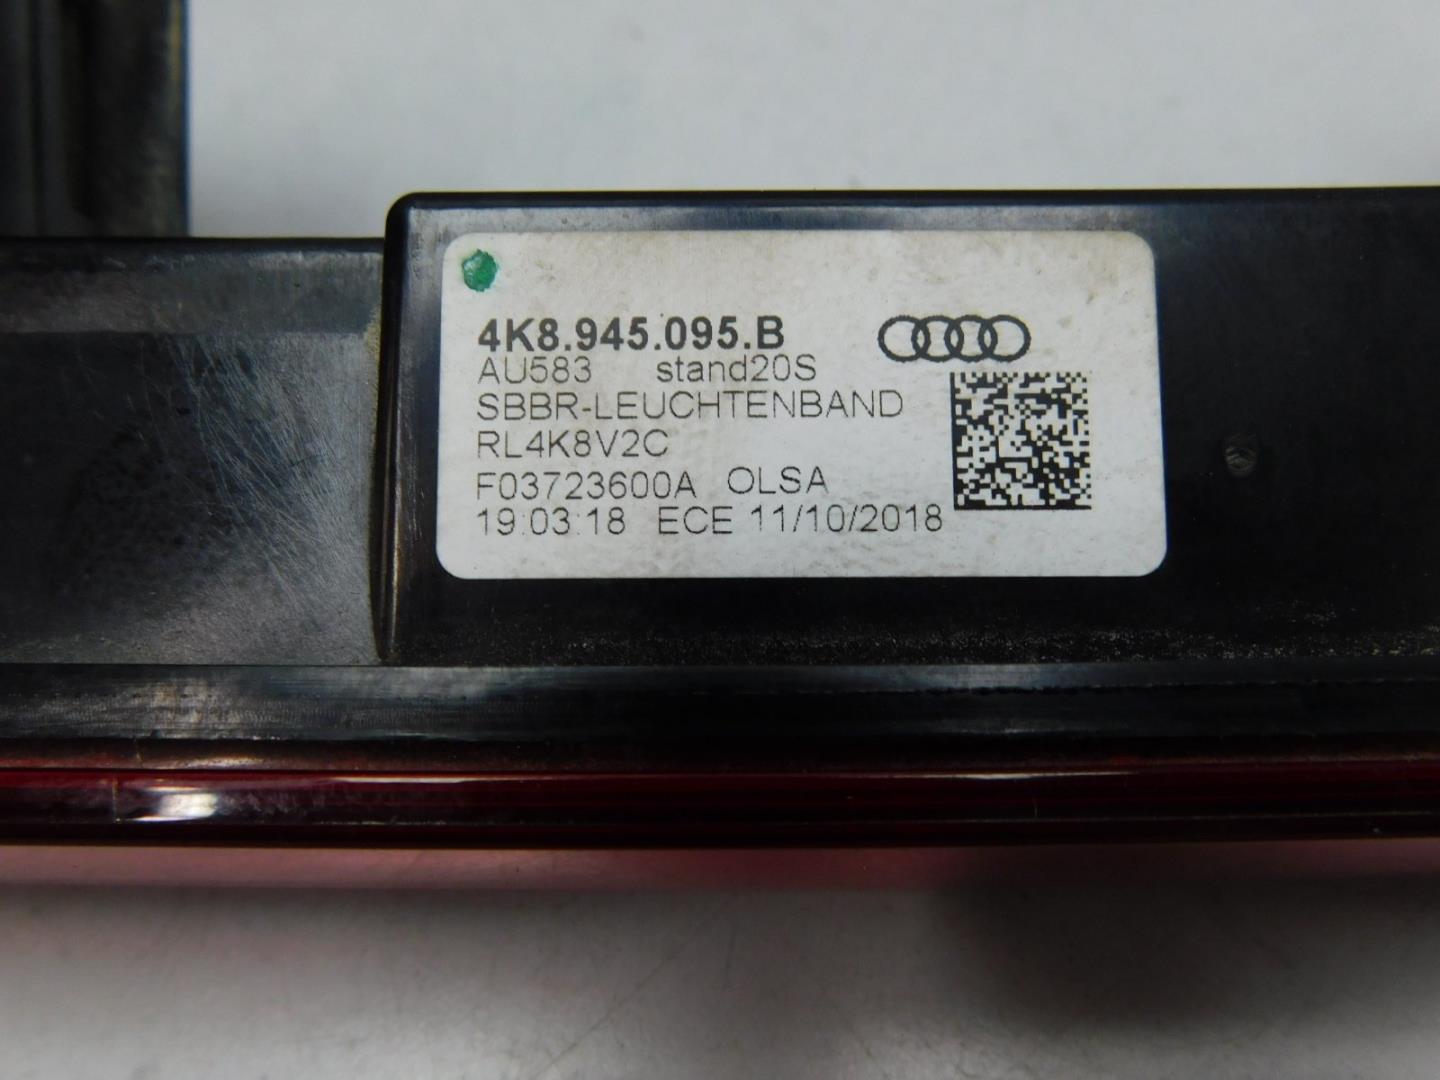 4K8.945.095.B
AU583 stand20S
SBBR-LEUCHTENBAND
RL4K8V2C
F03723600A OLSA
19:03:18 ECE 11/10/2018